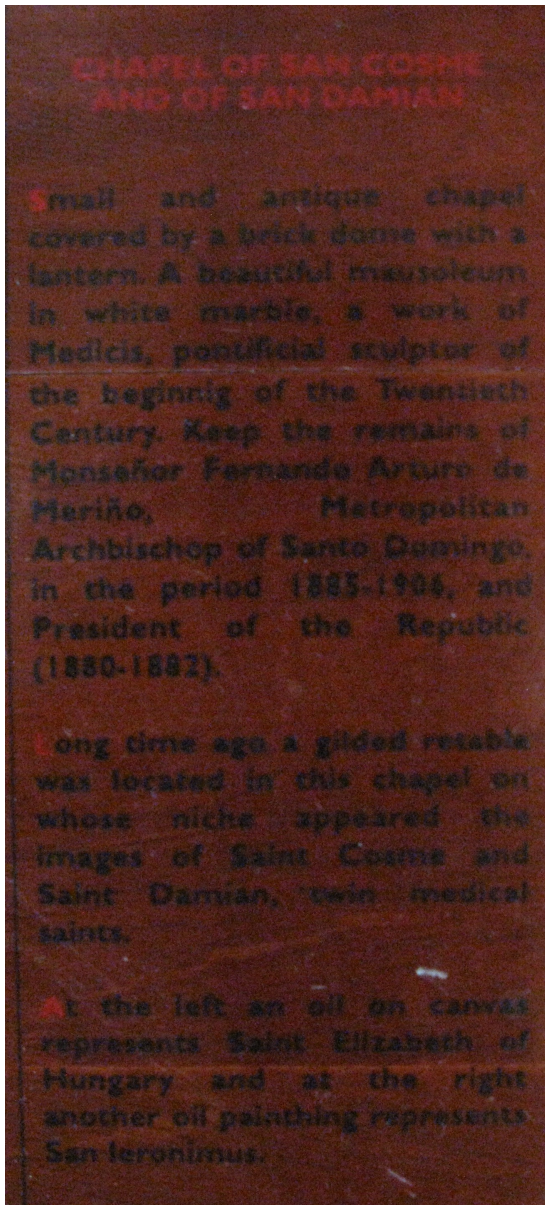 CHAPEL OF SAN COSME
AND OF SAN DAMIAN
Small and antique chapel
covered by a brick dome with a
lantern. A beautiful mausoleum
in white marble, a work of
Medicis, pontificial sculptor of
the beginnig of the Twentieth
Century. Keep the remains of
Monseñor Fernando Arturo de
Meriño, Metropolitan
Archbischop of Santo Domingo,
in the period 1885-1906, and
President of the Republic
(1880-1882).
Long time ago a gilded retable
was located in this chapel on
whose niche appeared the
images of Saint Cosme and
Saint Damian, twin medical
saints.
At the left an oil on canvas
represents Saint Elizabeth of
Hungary and at the right
another oil painthing represents
San Ieronimus.